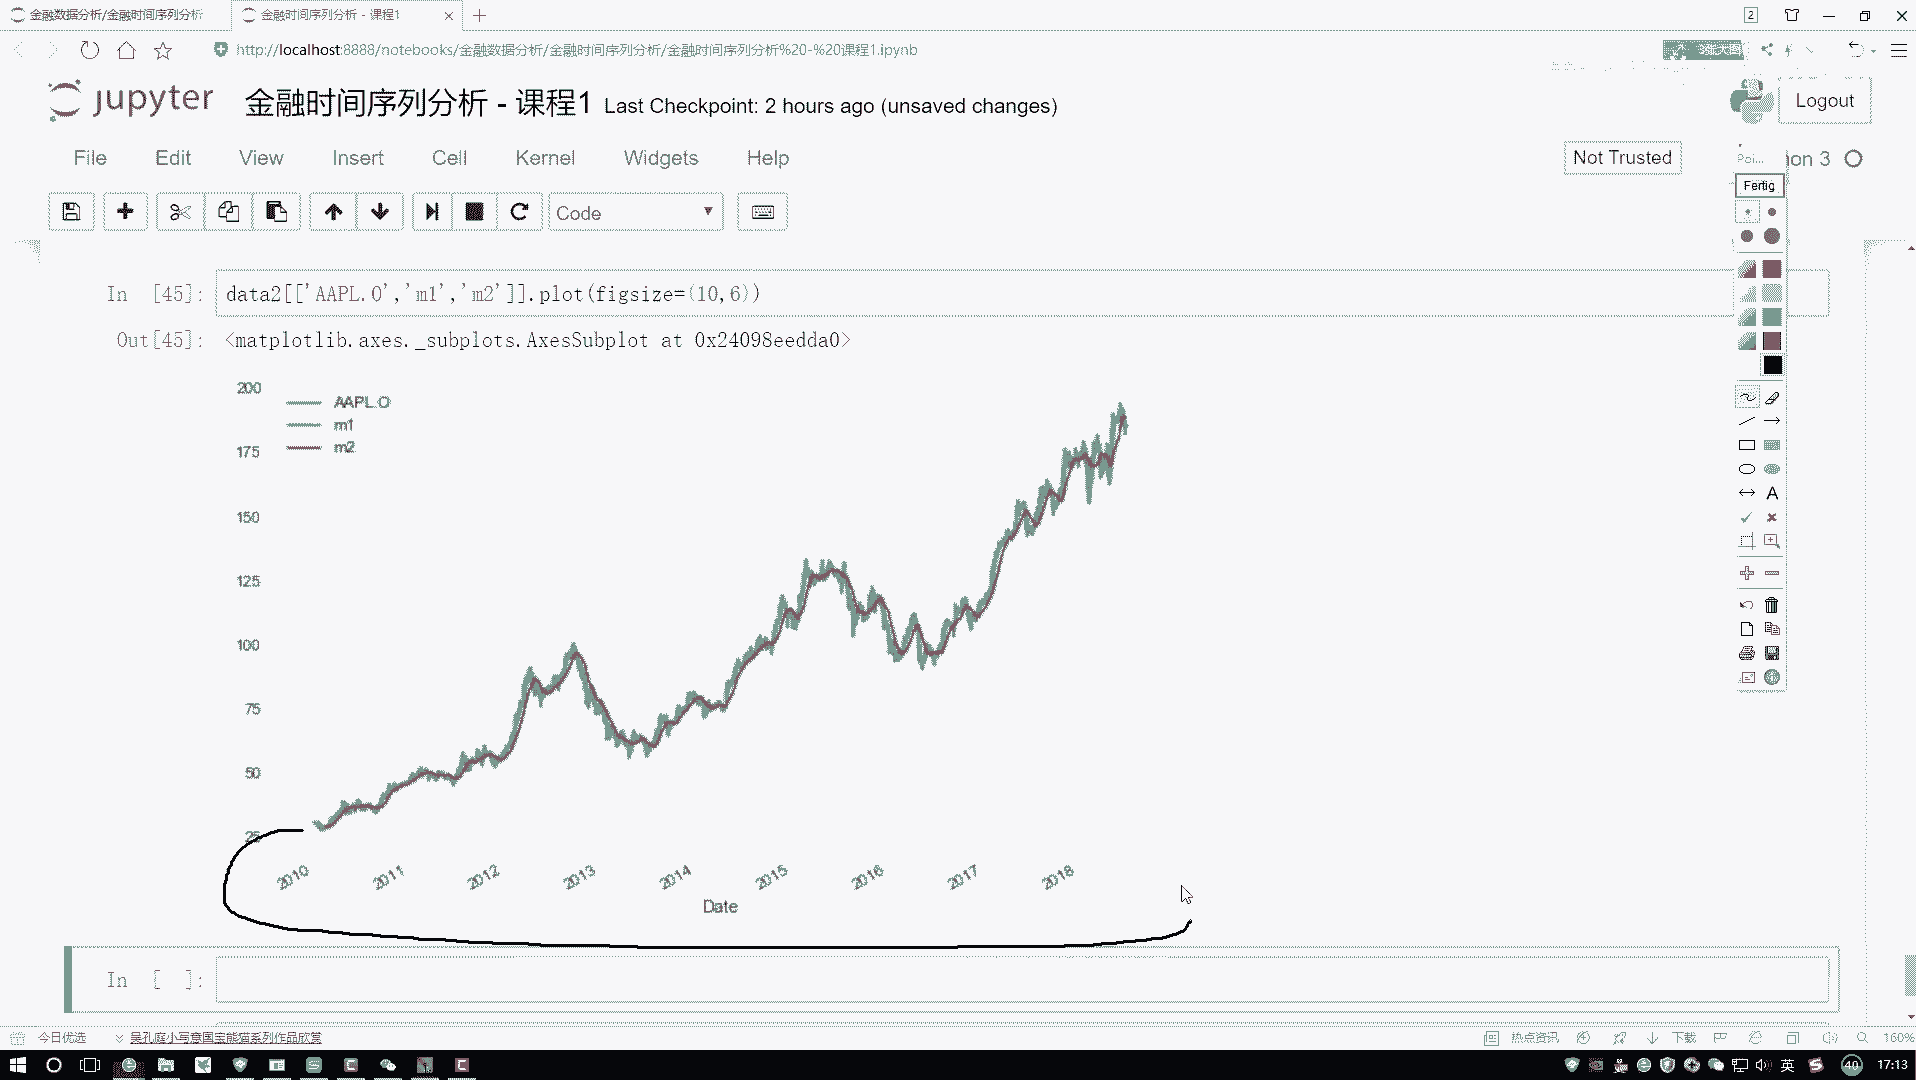 金融数据分析/金融时间序列分析
金融时间序列分析 - 课程1
2
http://localhost:8888/notebooks/金融数据分析/金融时间序列分析/金融时间序列分析%20-%20课程1.ipynb
jupyter
金融时间序列分析 - 课程1 Last Checkpoint: 2 hours ago (unsaved changes)
Logout
File Edit View Insert Cell Kernel Widgets Help
Not Trusted
on 3
Poi...
Fertig
Code
In [45]: data2[['AAPL.O','m1','m2']].plot(figsize=(10,6))
Out[45]: <matplotlib.axes._subplots.AxesSubplot at 0x24098eedda0>
200
175
150
125
100
75
50
25
AAPL.O
m1
m2
2010 2011 2012 2013 2014 2015 2016 2017 2018
Date
In [ ]:
A
今日优选
吴孔庭小写意国宝熊猫系列作品欣赏
热点资讯
下载
160%
英
40
17:13